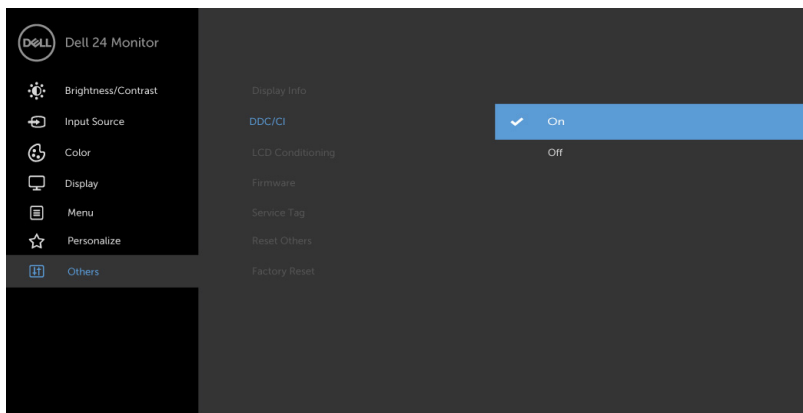 DELL
Dell 24 Monitor
Brightness/Contrast
Input Source
Color
Display
Menu
Personalize
Others
Display Info
DDC/CI
LCD Conditioning
Firmware
Service Tag
Reset Others
Factory Reset
On
Off